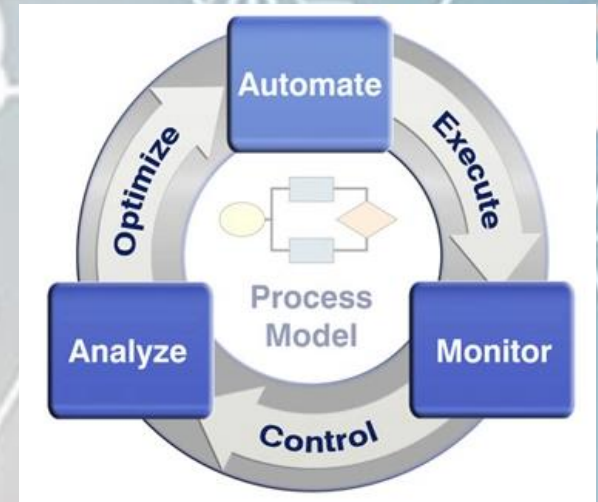 Automate
Execute
Optimize
Process
Model
Analyze
Monitor
Control